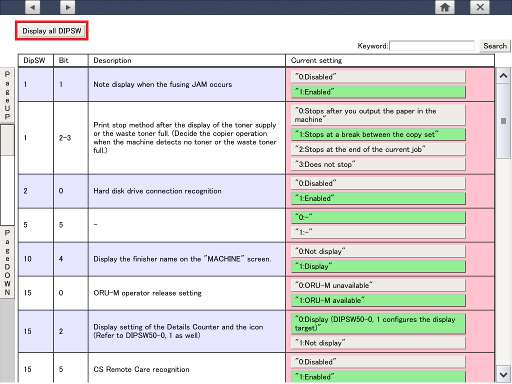 Display all DIPSW
Keyword: Search
DipSW Bit Description Current setting
1 1 Note display when the fusing JAM occurs
"0:Disabled"
"1:Enabled"
1 2-3 Print stop method after the display of the toner supply
or the waste toner full. (Decide the copier operation
when the machine detects no toner or the waste toner
full.)
"0:Stops after you output the paper in the
machine"
"1:Stops at a break between the copy set"
"2:Stops at the end of the current job"
"3:Does not stop"
2 0 Hard disk drive connection recognition
"0:Disabled"
"1:Enabled"
5 5 -
"0:-"
"1:-"
10 4 Display the finisher name on the "MACHINE" screen.
"0:Not display"
"1:Display"
15 0 ORU-M operator release setting
"0:ORU-M unavailable"
"1:ORU-M available"
15 2 Display setting of the Details Counter and the icon
(Refer to DIPSW50-0, 1 as well)
"0:Display (DIPSW50-0, 1 configures the display
target)"
"1:Not display"
15 5 CS Remote Care recognition
"0:Disabled"
"1:Enabled"
PageUP
PageDOWN